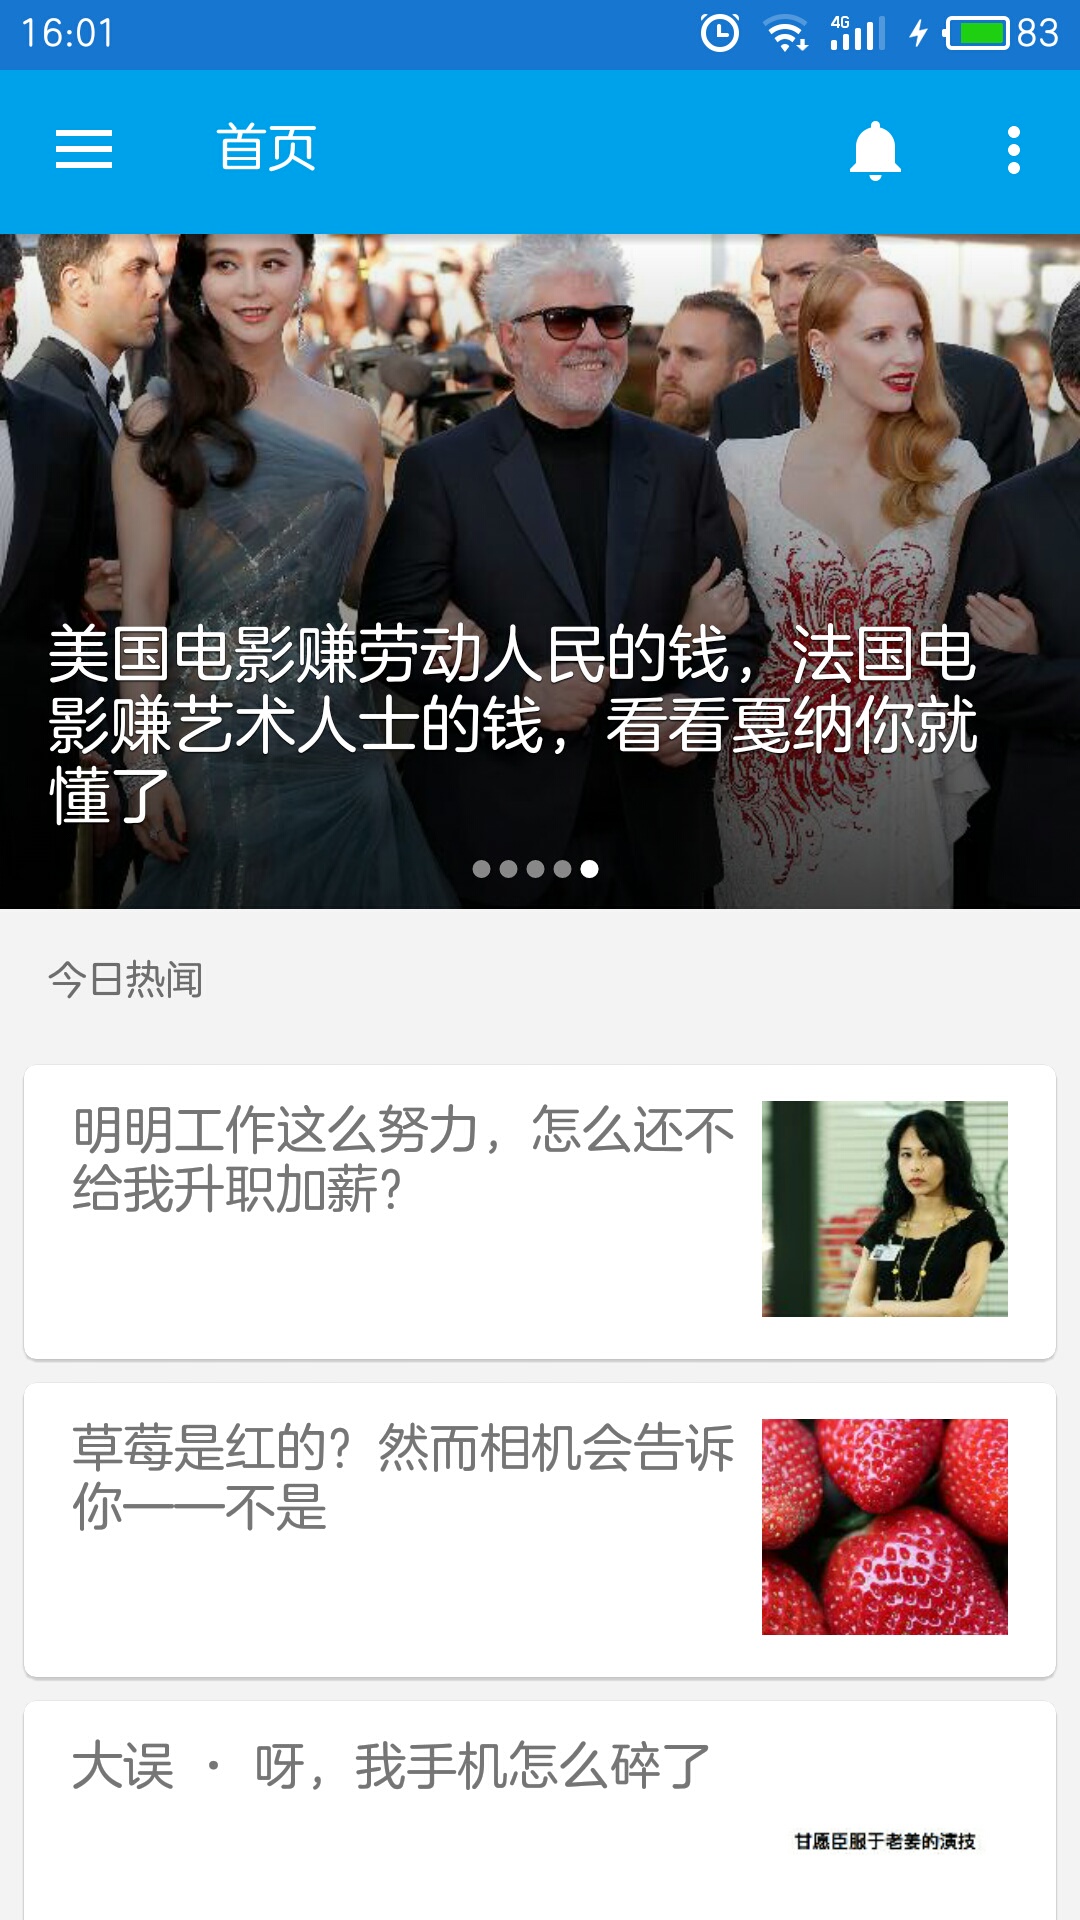 16:01
4G
83
首页
美国电影赚劳动人民的钱，法国电
影赚艺术人士的钱，看看戛纳你就
懂了
今日热闻
明明工作这么努力，怎么还不
给我升职加薪？
草莓是红的？然而相机会告诉
你——不是
大误 · 呀，我手机怎么碎了
甘愿臣服于老姜的演技